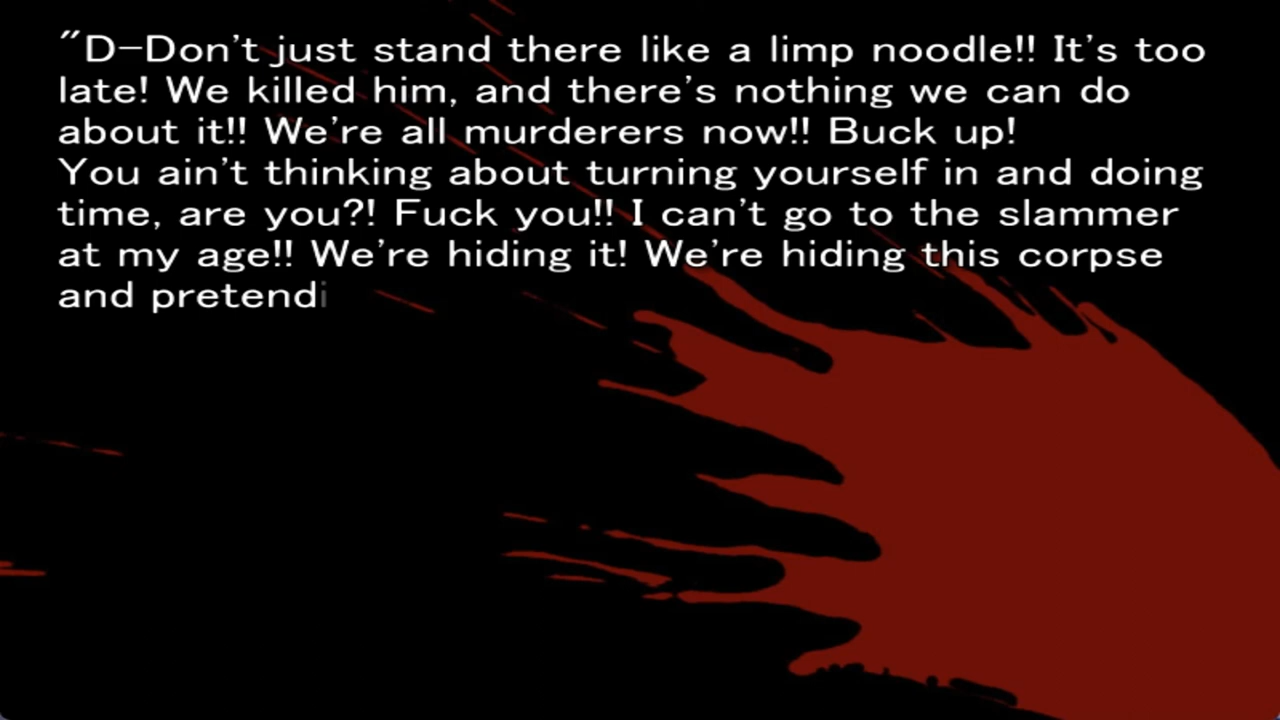 "D-Don't just stand there like a limp noodle!! It's too
late! We killed him, and there's nothing we can do
about it!! We're all murderers now!! Buck up!
You ain't thinking about turning yourself in and doing
time, are you?! Fuck you!! I can't go to the slammer
at my age!! We're hiding it! We're hiding this corpse
and pretendi